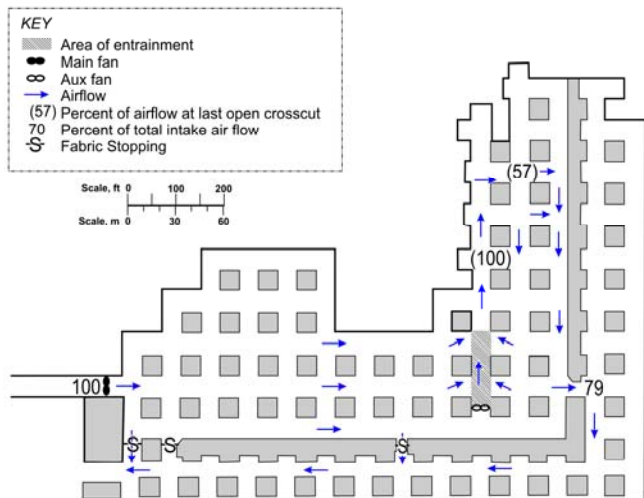 KEY
Area of entrainment
Main fan
Aux fan
Airflow
(57) Percent of airflow at last open crosscut
70 Percent of total intake air flow
S Fabric Stopping
Scale, ft 0 100 200
Scale, m 0 30 60
(57)
(100)
100
79
S S S